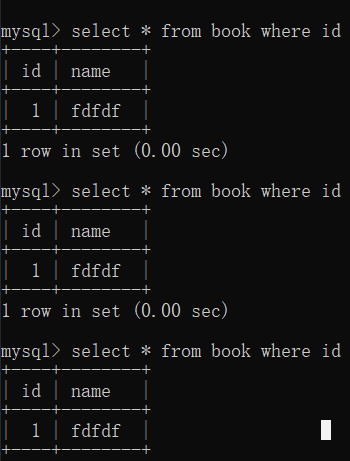 mysql> select * from book where id
+----+--------+
| id | name   |
+----+--------+
|  1 | fdfdf  |
+----+--------+
1 row in set (0.00 sec)
mysql> select * from book where id
+----+--------+
| id | name   |
+----+--------+
|  1 | fdfdf  |
+----+--------+
1 row in set (0.00 sec)
mysql> select * from book where id
+----+--------+
| id | name   |
+----+--------+
|  1 | fdfdf  |